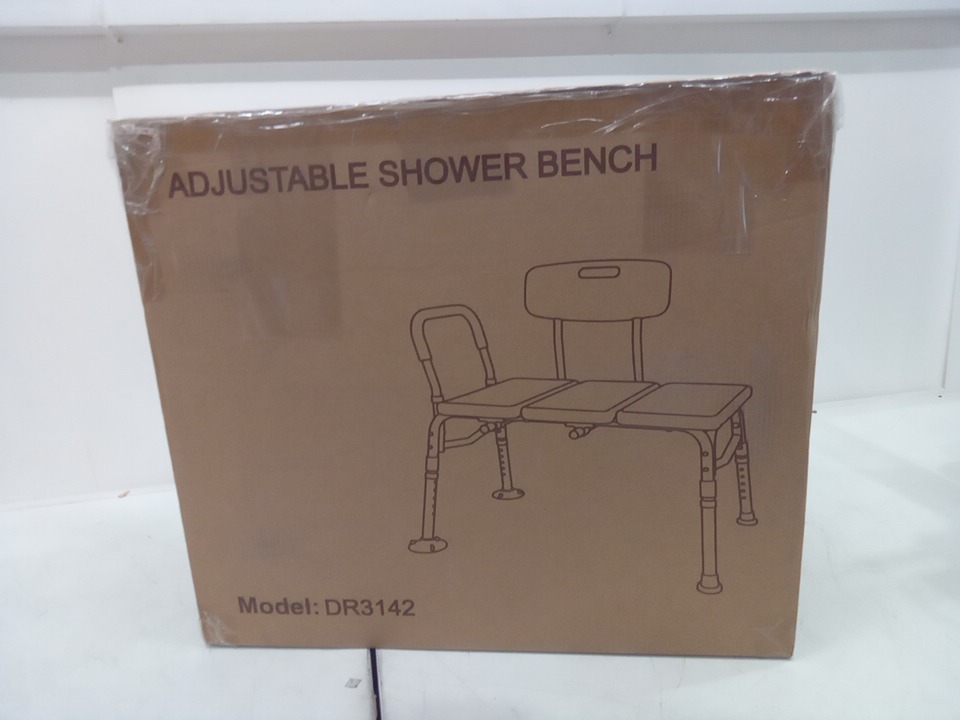 ADJUSTABLE SHOWER BENCH
Model: DR3142